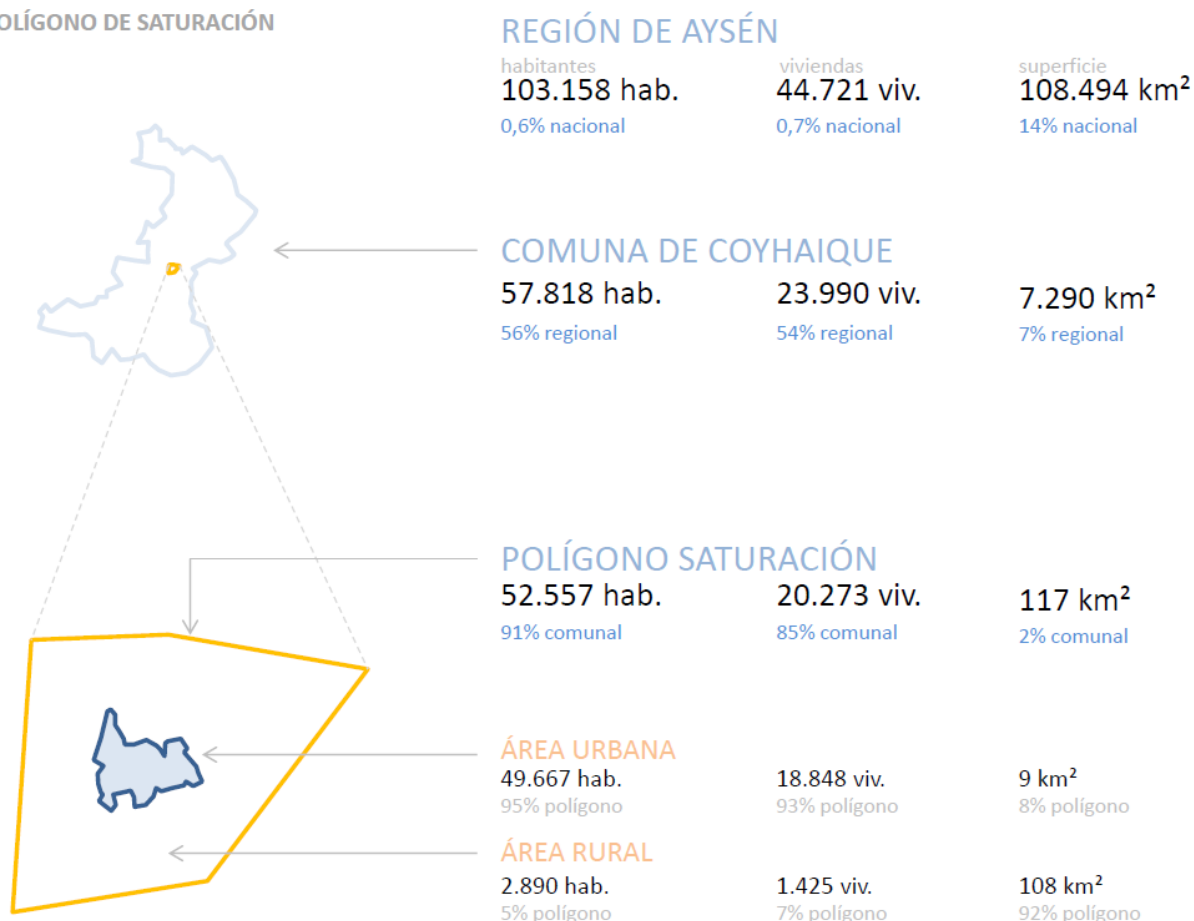 OLÍGONO DE SATURACIÓN
REGIÓN DE AYSÉN
habitantes viviendas superficie
103.158 hab. 44.721 viv. 108.494 km²
0,6% nacional 0,7% nacional 14% nacional
COMUNA DE COYHAIQUE
57.818 hab. 23.990 viv. 7.290 km²
56% regional 54% regional 7% regional
POLÍGONO SATURACIÓN
52.557 hab. 20.273 viv. 117 km²
91% comunal 85% comunal 2% comunal
ÁREA URBANA
49.667 hab. 18.848 viv. 9 km²
95% polígono 93% polígono 8% polígono
ÁREA RURAL
2.890 hab. 1.425 viv. 108 km²
5% polígono 7% polígono 92% polígono